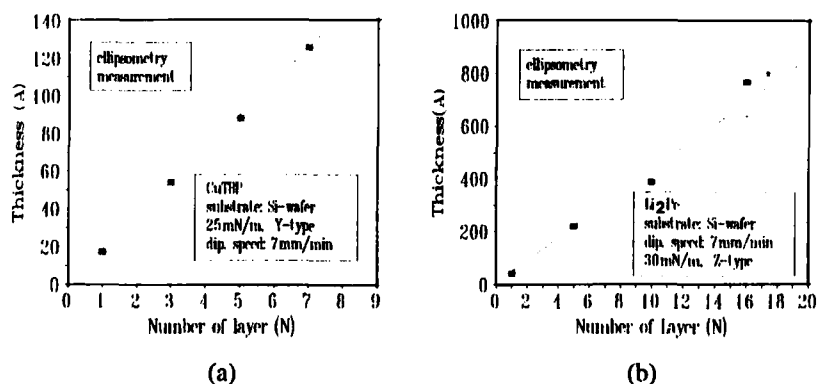 140
120
100
80
60
40
20
0
Thickness (A)
ellipsometry
measurement
CuTBP
substrate: Si-wafer
25mN/m, Y-type
dip. speed: 7mm/min
0 1 2 3 4 5 6 7 8 9
Number of layer (N)
(a)
1000
800
600
400
200
0
Thickness(A)
ellipsometry
measurement
substrate: Si-wafer
dip. speed: 7mm/min
30mN/m, Z-type
0 2 4 6 8 10 12 14 16 18 20
Number of layer (N)
(b)